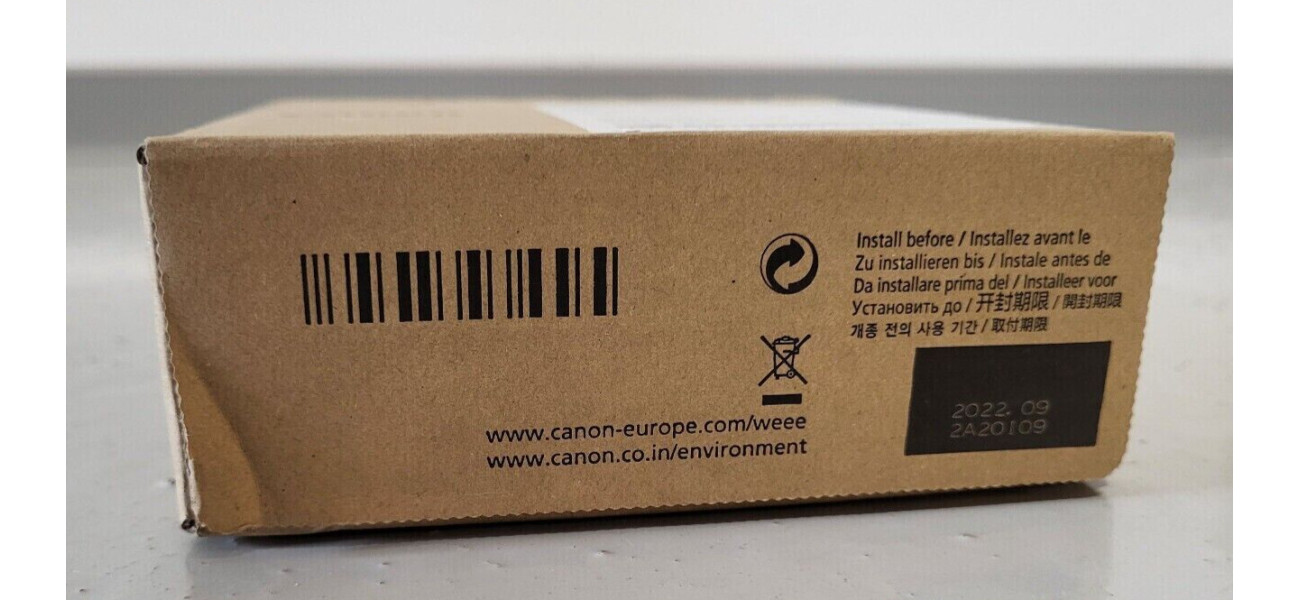 Install before / Installez avant le
Zu installieren bis / Instale antes de
Da installare prima del / Installeer voor
Установить до / 开封期限 / 開封期限
개봉 전의 사용 기간 / 取付期限
2022. 09
2A20109
www.canon-europe.com/weee
www.canon.co.in/environment